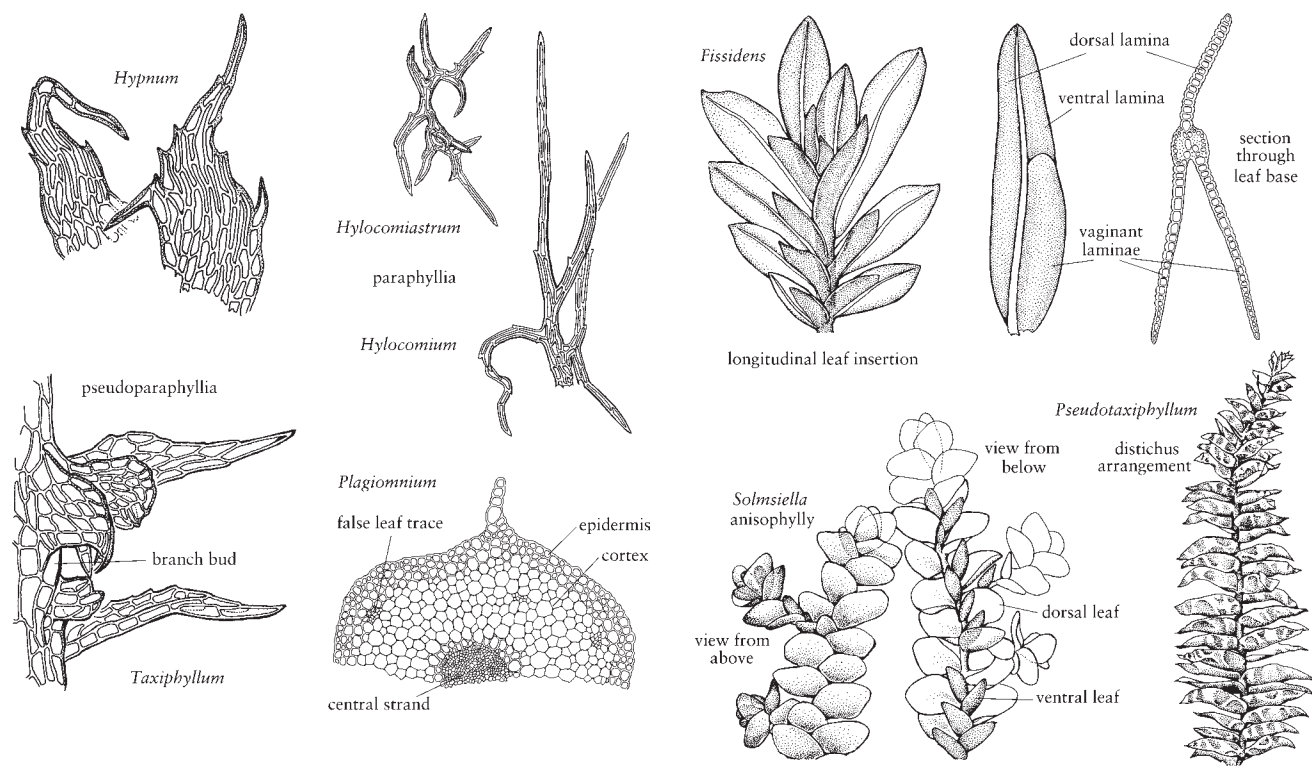 Hypnum
Hylocomiastrum
paraphyllia
Hylocomium
pseudoparaphyllia
branch bud
Taxiphyllum
Plagiomnium
false leaf trace
epidermis
cortex
central strand
Fissidens
dorsal lamina
ventral lamina
section
through
leaf base
vaginant
laminae
longitudinal leaf insertion
Pseudotaxiphyllum
distichus
arrangement
view from
below
Solmsiella
anisophylly
dorsal leaf
view from
above
ventral leaf